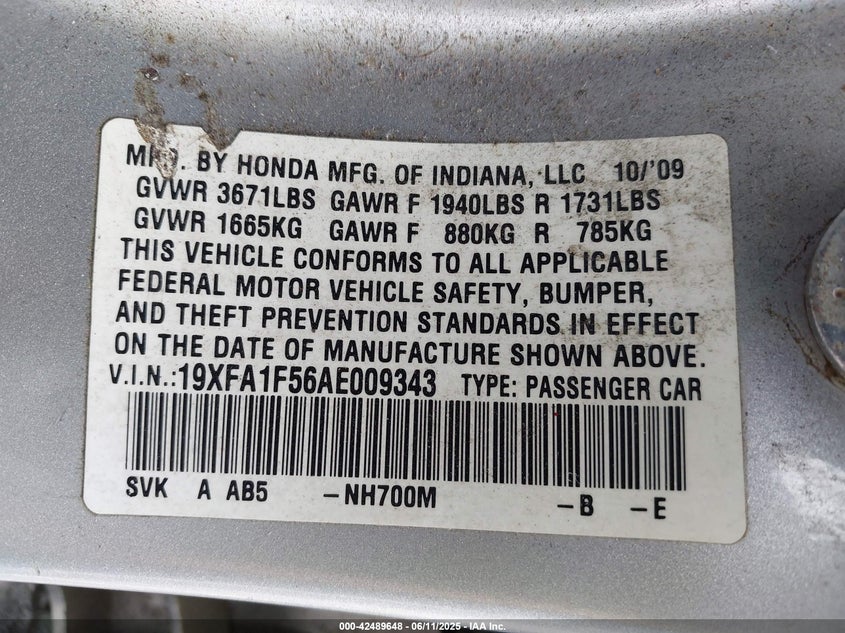 MFD. BY HONDA MFG. OF INDIANA, LLC 10/'09
GVWR 3671LBS GAWR F 1940LBS R 1731LBS
GVWR 1665KG GAWR F 880KG R 785KG
THIS VEHICLE CONFORMS TO ALL APPLICABLE
FEDERAL MOTOR VEHICLE SAFETY, BUMPER,
AND THEFT PREVENTION STANDARDS IN EFFECT
ON THE DATE OF MANUFACTURE SHOWN ABOVE.
V.I.N.:19XFA1F56AE009343 TYPE: PASSENGER CAR
SVK A AB5 -NH700M -B -E
000-42489648 - 06/11/2025 - IAA Inc.